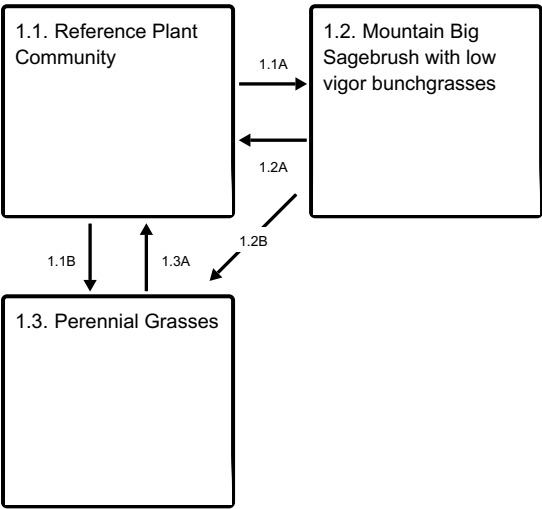 1.1. Reference Plant
Community
1.1A
1.2. Mountain Big
Sagebrush with low
vigor bunchgrasses
1.2A
1.2B
1.1B
1.3A
1.3. Perennial Grasses